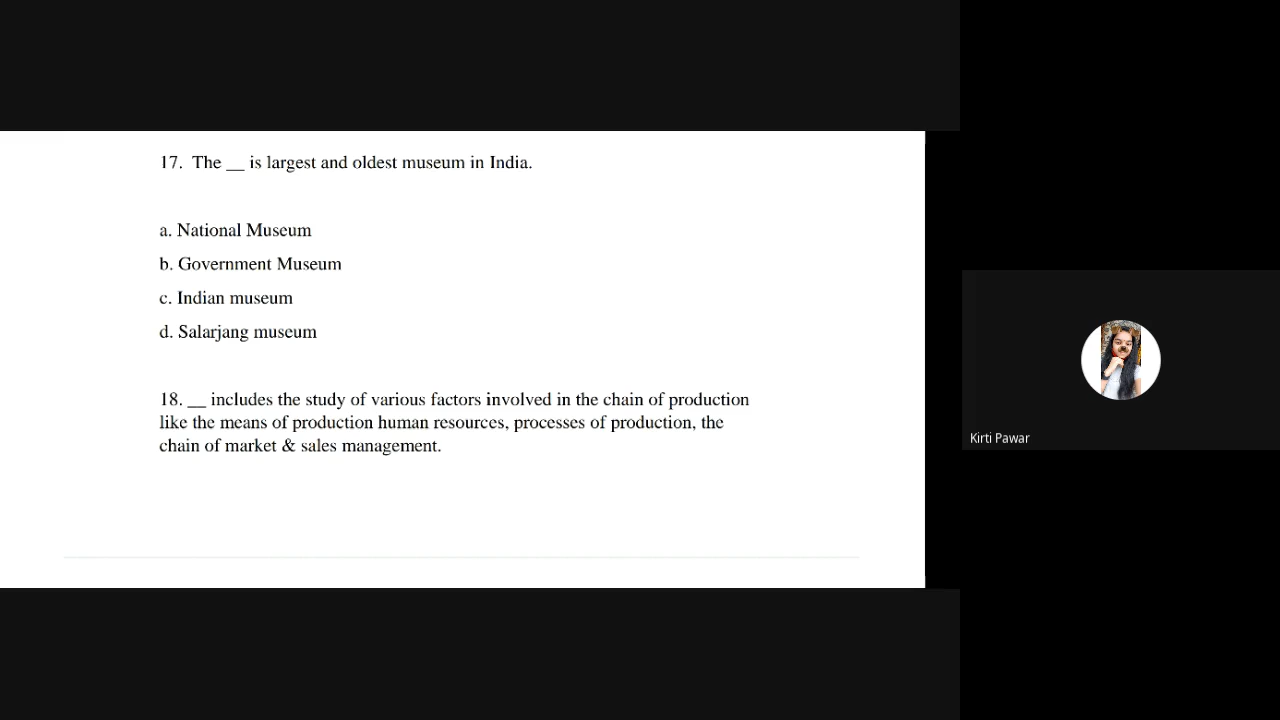 17. The __ is largest and oldest museum in India.
a. National Museum
b. Government Museum
c. Indian museum
d. Salarjang museum
18. __ includes the study of various factors involved in the chain of production
like the means of production human resources, processes of production, the
chain of market & sales management.
Kirti Pawar